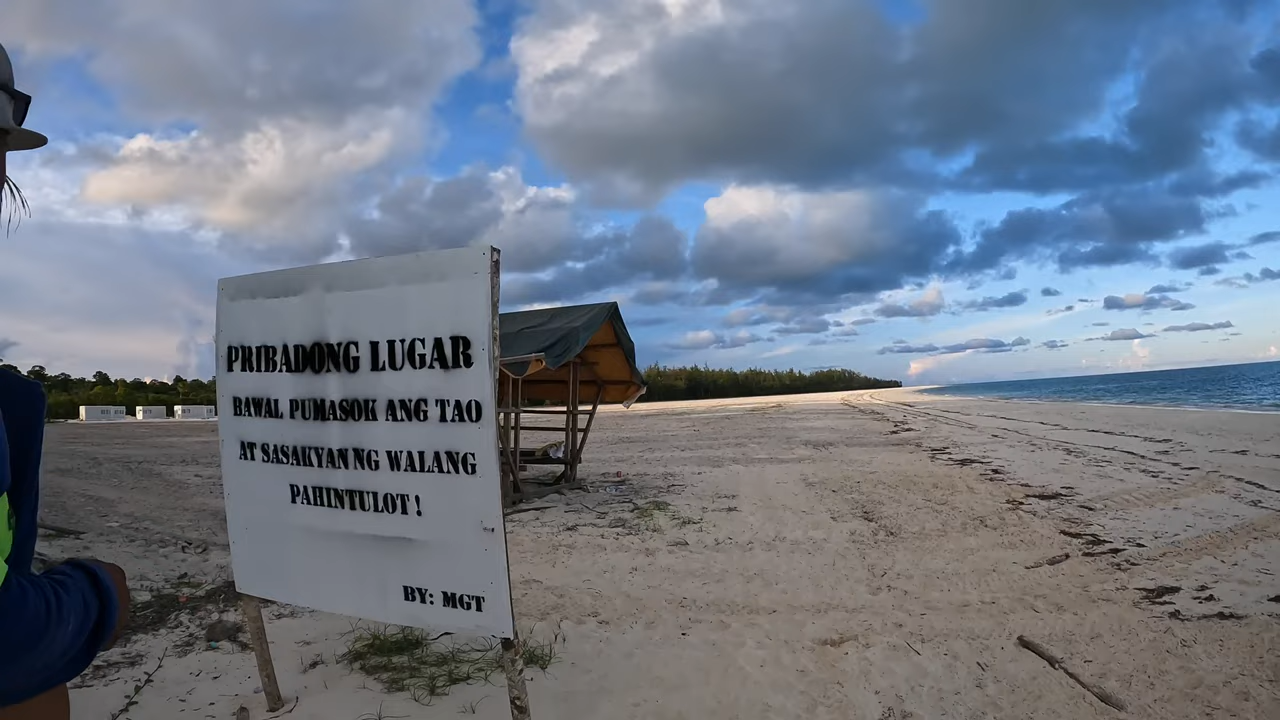 PRIBADONG LUGAR
BAWAL PUMASOK ANG TAO
AT SASAKYAN NG WALANG
PAHINTULOT!
BY: MGT